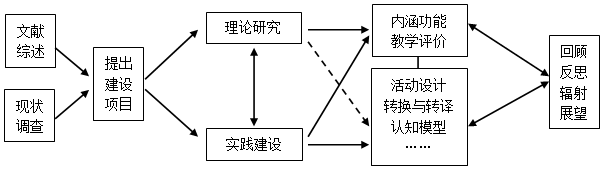 文献
综述
现状
调查
提出
建设
项目
理论研究
实践建设
内涵功能
教学评价
活动设计
转换与转译
认知模型
……
回顾
反思
辐射
展望